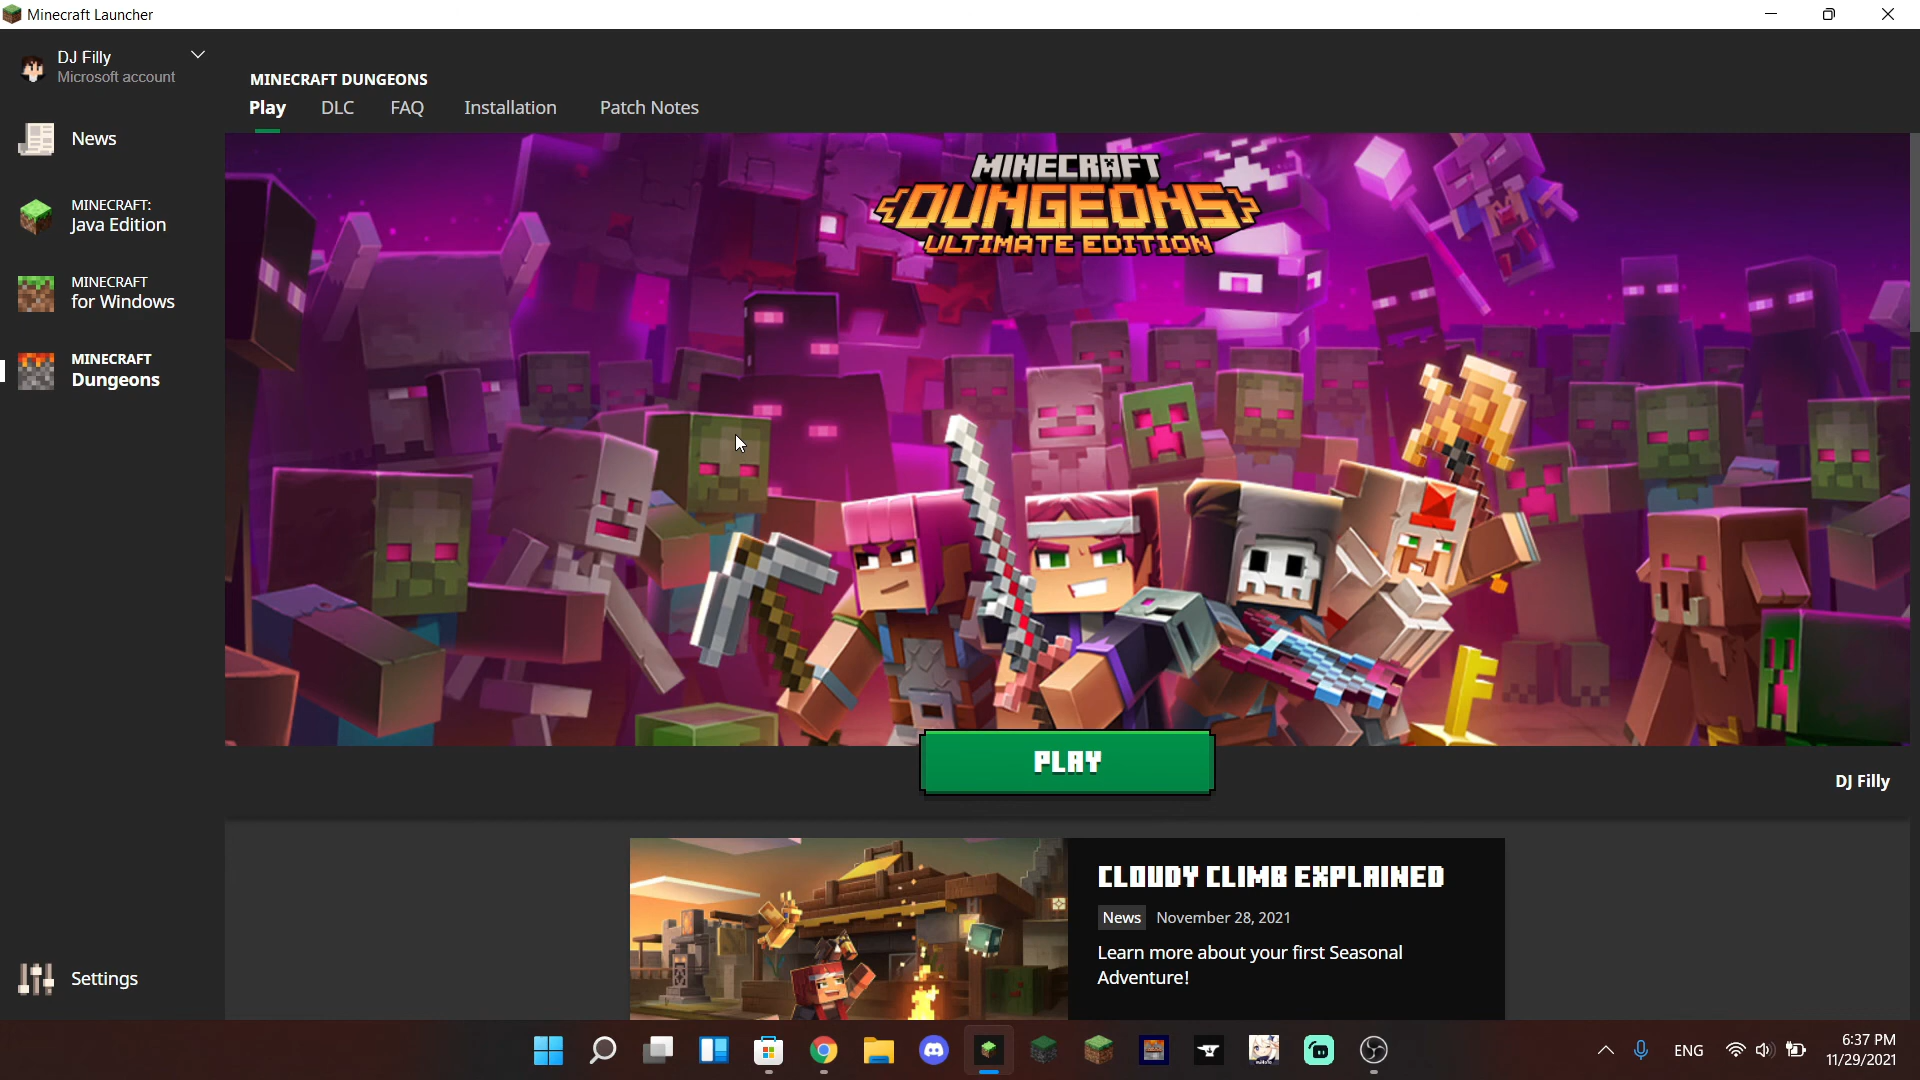 Minecraft Launcher
DJ Filly
Microsoft account
News
MINECRAFT:
Java Edition
MINECRAFT
for Windows
MINECRAFT
Dungeons
Settings
MINECRAFT DUNGEONS
Play DLC FAQ Installation Patch Notes
MINECRAFT
DUNGEONS
ULTIMATE EDITION
PLAY
DJ Filly
CLOUDY CLIMB EXPLAINED
News November 28, 2021
Learn more about your first Seasonal
Adventure!
ENG
6:37 PM
11/29/2021